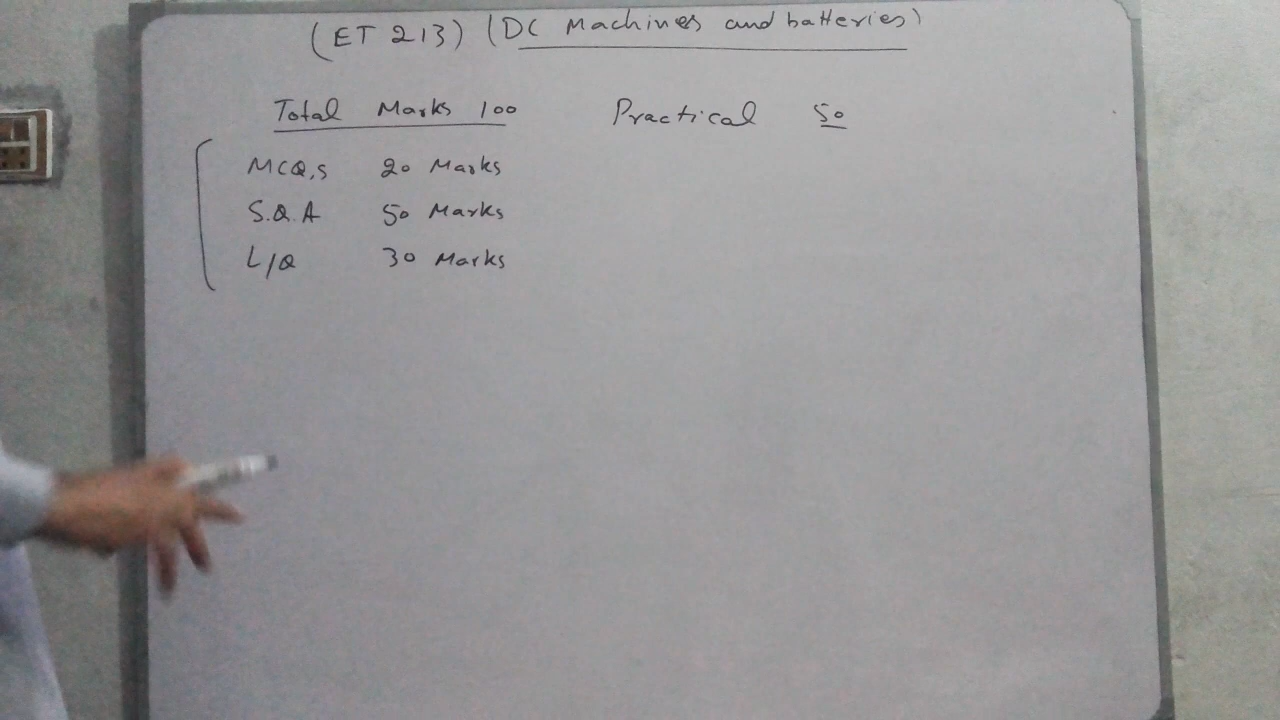 (ET 213) (DC Machines and batteries)
Total Marks 100 Practical 50
MCQ,s 20 Marks
S.Q.A 50 Marks
L/Q 30 Marks